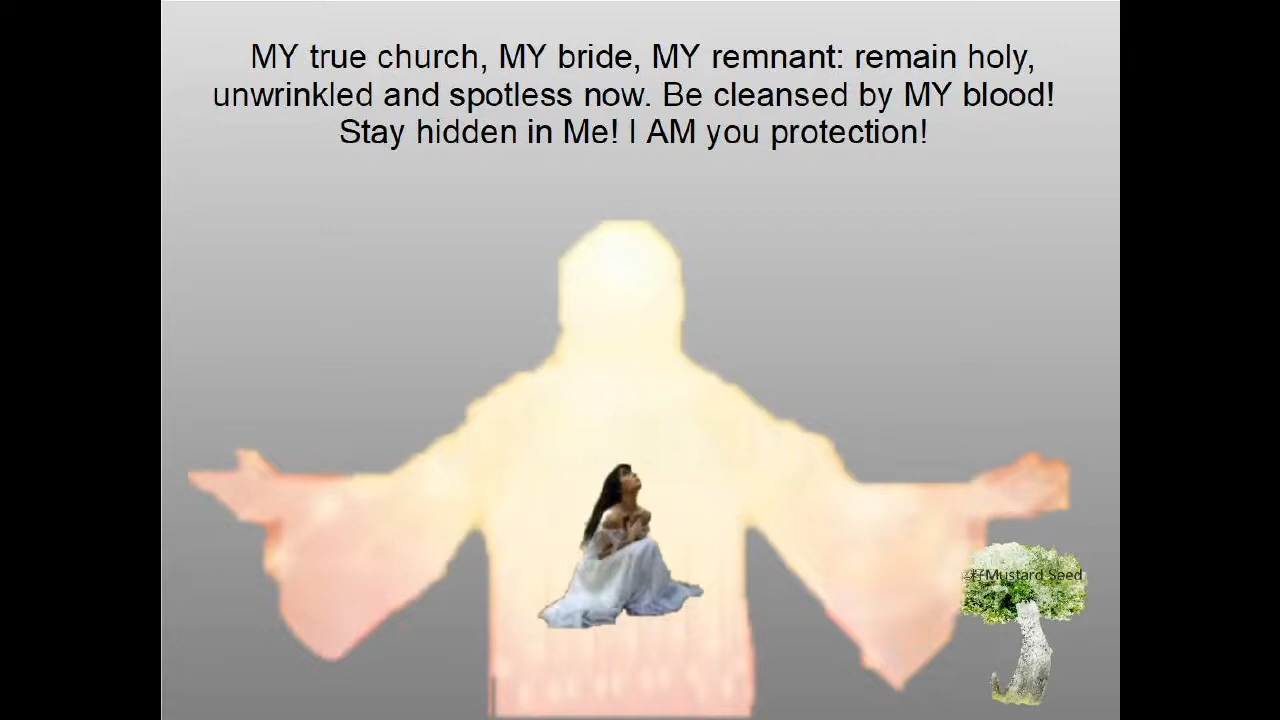 MY true church, MY bride, MY remnant: remain holy,
unwrinkled and spotless now. Be cleansed by MY blood!
Stay hidden in Me! I AM you protection!
Mustard Seed